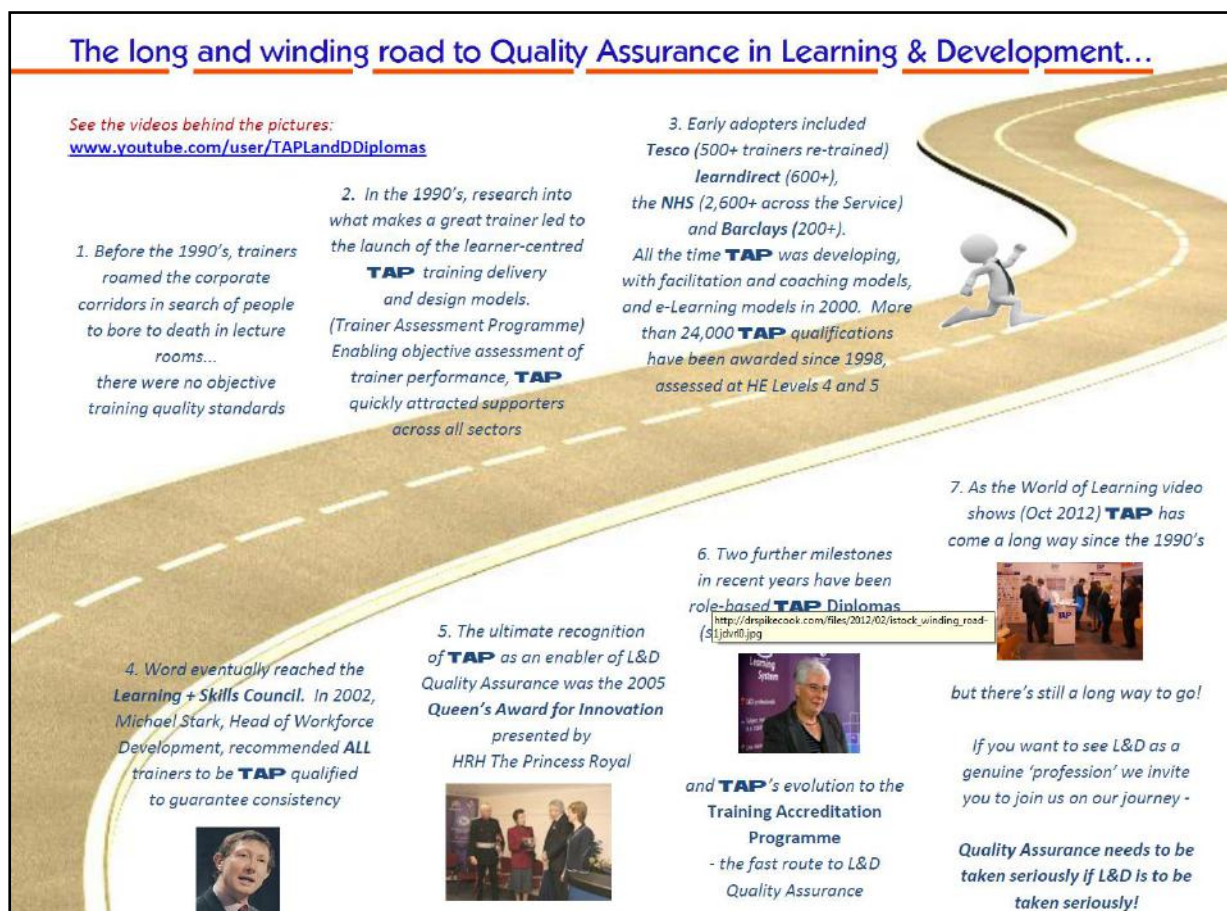 The long and winding road to Quality Assurance in Learning & Development...
See the videos behind the pictures:
www.youtube.com/user/TAPLandDDiplomas
1. Before the 1990's, trainers
roamed the corporate
corridors in search of people
to bore to death in lecture
rooms...
there were no objective
training quality standards
2. In the 1990's, research into
what makes a great trainer led to
the launch of the learner-centred
TAP training delivery
and design models.
(Trainer Assessment Programme)
Enabling objective assessment of
trainer performance, TAP
quickly attracted supporters
across all sectors
3. Early adopters included
Tesco (500+ trainers re-trained)
learndirect (600+),
the NHS (2,600+ across the Service)
and Barclays (200+).
All the time TAP was developing,
with facilitation and coaching models,
and e-Learning models in 2000. More
than 24,000 TAP qualifications
have been awarded since 1998,
assessed at HE Levels 4 and 5
4. Word eventually reached the
Learning + Skills Council. In 2002,
Michael Stark, Head of Workforce
Development, recommended ALL
trainers to be TAP qualified
to guarantee consistency
5. The ultimate recognition
of TAP as an enabler of L&D
Quality Assurance was the 2005
Queen's Award for Innovation
presented by
HRH The Princess Royal
6. Two further milestones
in recent years have been
role-based TAP Diplomas
http://drspikecook.com/files/2012/02/istock_winding_road-
Learning
System
and TAP's evolution to the
Training Accreditation
Programme
- the fast route to L&D
Quality Assurance
7. As the World of Learning video
shows (Oct 2012) TAP has
come a long way since the 1990's
TAP
but there's still a long way to go!
If you want to see L&D as a
genuine 'profession' we invite
you to join us on our journey -
Quality Assurance needs to be
taken seriously if L&D is to be
taken seriously!